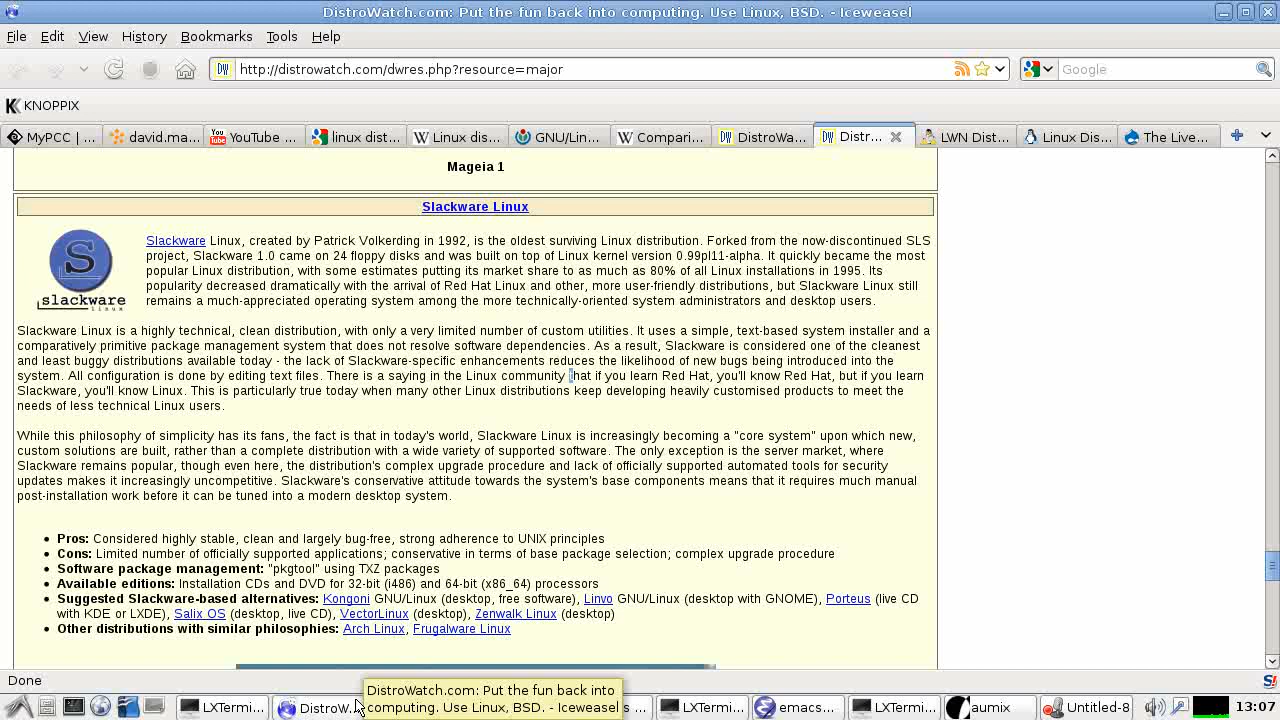 DistroWatch.com: Put the fun back into computing. Use Linux, BSD. - Iceweasel
File Edit View History Bookmarks Tools Help
http://distrowatch.com/dwres.php?resource=major
Google
KNOPPIX
MyPCC | ... david.ma... YouTube ... linux dist... Linux dis... GNU/Lin... Compari... DistroWa... Distr... LWN Dist... Linux Dis... The Live...
Mageia 1
Slackware Linux
Slackware Linux, created by Patrick Volkerding in 1992, is the oldest surviving Linux distribution. Forked from the now-discontinued SLS
project, Slackware 1.0 came on 24 floppy disks and was built on top of Linux kernel version 0.99pl11-alpha. It quickly became the most
popular Linux distribution, with some estimates putting its market share to as much as 80% of all Linux installations in 1995. Its
popularity decreased dramatically with the arrival of Red Hat Linux and other, more user-friendly distributions, but Slackware Linux still
remains a much-appreciated operating system among the more technically-oriented system administrators and desktop users.
slackware
linux
Slackware Linux is a highly technical, clean distribution, with only a very limited number of custom utilities. It uses a simple, text-based system installer and a
comparatively primitive package management system that does not resolve software dependencies. As a result, Slackware is considered one of the cleanest
and least buggy distributions available today - the lack of Slackware-specific enhancements reduces the likelihood of new bugs being introduced into the
system. All configuration is done by editing text files. There is a saying in the Linux community that if you learn Red Hat, you'll know Red Hat, but if you learn
Slackware, you'll know Linux. This is particularly true today when many other Linux distributions keep developing heavily customised products to meet the
needs of less technical Linux users.
While this philosophy of simplicity has its fans, the fact is that in today's world, Slackware Linux is increasingly becoming a "core system" upon which new,
custom solutions are built, rather than a complete distribution with a wide variety of supported software. The only exception is the server market, where
Slackware remains popular, though even here, the distribution's complex upgrade procedure and lack of officially supported automated tools for security
updates makes it increasingly uncompetitive. Slackware's conservative attitude towards the system's base components means that it requires much manual
post-installation work before it can be tuned into a modern desktop system.
Pros: Considered highly stable, clean and largely bug-free, strong adherence to UNIX principles
Cons: Limited number of officially supported applications; conservative in terms of base package selection; complex upgrade procedure
Software package management: "pkgtool" using TXZ packages
Available editions: Installation CDs and DVD for 32-bit (i486) and 64-bit (x86_64) processors
Suggested Slackware-based alternatives: Kongoni GNU/Linux (desktop, free software), Linvo GNU/Linux (desktop with GNOME), Porteus (live CD
with KDE or LXDE), Salix OS (desktop, live CD), VectorLinux (desktop), Zenwalk Linux (desktop)
Other distributions with similar philosophies: Arch Linux, Frugalware Linux
Done
DistroWatch.com: Put the fun back into
computing. Use Linux, BSD. - Iceweasel
LXTermi... DistroW... s ... LXTermi... emacs... LXTermi... aumix Untitled-8 13:07